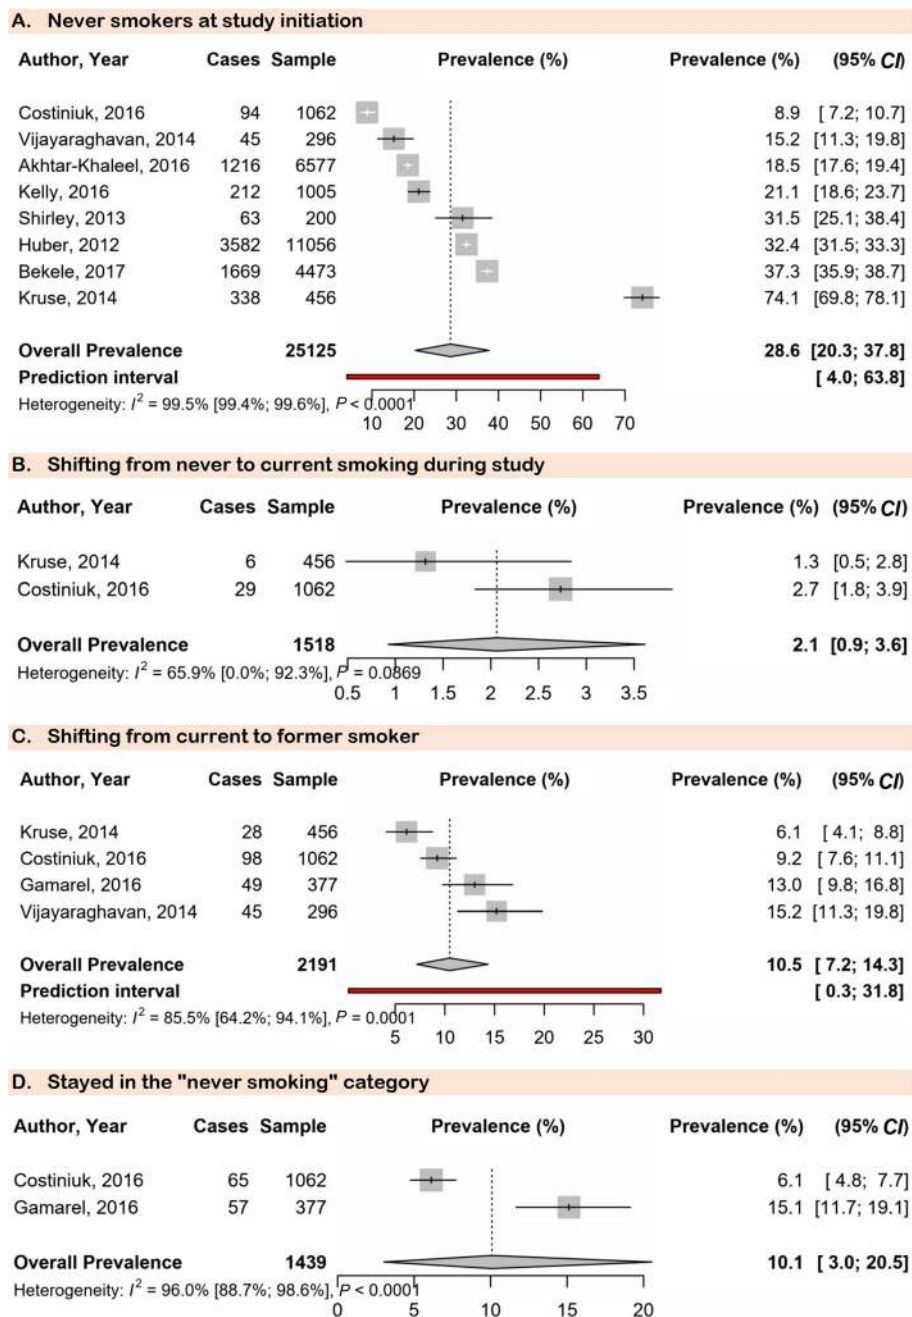 A. Never smokers at study initiation
Author, Year Cases Sample Prevalence (%) Prevalence (%) (95% CI)
Costiniuk, 2016 94 1062 8.9 [ 7.2; 10.7]
Vijayaraghavan, 2014 45 296 15.2 [11.3; 19.8]
Akhtar-Khaleel, 2016 1216 6577 18.5 [17.6; 19.4]
Kelly, 2016 212 1005 21.1 [18.6; 23.7]
Shirley, 2013 63 200 31.5 [25.1; 38.4]
Huber, 2012 3582 11056 32.4 [31.5; 33.3]
Bekele, 2017 1669 4473 37.3 [35.9; 38.7]
Kruse, 2014 338 456 74.1 [69.8; 78.1]
Overall Prevalence 25125 28.6 [20.3; 37.8]
Prediction interval [ 4.0; 63.8]
Heterogeneity: I² = 99.5% [99.4%; 99.6%], P < 0.0001
10 20 30 40 50 60 70
B. Shifting from never to current smoking during study
Author, Year Cases Sample Prevalence (%) Prevalence (%) (95% CI)
Kruse, 2014 6 456 1.3 [0.5; 2.8]
Costiniuk, 2016 29 1062 2.7 [1.8; 3.9]
Overall Prevalence 1518 2.1 [0.9; 3.6]
Heterogeneity: I² = 65.9% [0.0%; 92.3%], P = 0.0869
0.5 1 1.5 2 2.5 3 3.5
C. Shifting from current to former smoker
Author, Year Cases Sample Prevalence (%) Prevalence (%) (95% CI)
Kruse, 2014 28 456 6.1 [ 4.1; 8.8]
Costiniuk, 2016 98 1062 9.2 [ 7.6; 11.1]
Gamarel, 2016 49 377 13.0 [ 9.8; 16.8]
Vijayaraghavan, 2014 45 296 15.2 [11.3; 19.8]
Overall Prevalence 2191 10.5 [ 7.2; 14.3]
Prediction interval [ 0.3; 31.8]
Heterogeneity: I² = 85.5% [64.2%; 94.1%], P = 0.0001
5 10 15 20 25 30
D. Stayed in the "never smoking" category
Author, Year Cases Sample Prevalence (%) Prevalence (%) (95% CI)
Costiniuk, 2016 65 1062 6.1 [ 4.8; 7.7]
Gamarel, 2016 57 377 15.1 [11.7; 19.1]
Overall Prevalence 1439 10.1 [ 3.0; 20.5]
Heterogeneity: I² = 96.0% [88.7%; 98.6%], P < 0.0001
0 5 10 15 20